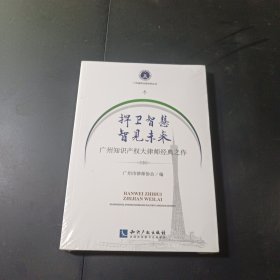 捍卫智慧
智见未来
广州知识产权大律师经典之作
广州市律师协会／编
HANWEI ZHIHUI
ZHIJIAN WEILAI
知识产权出版社